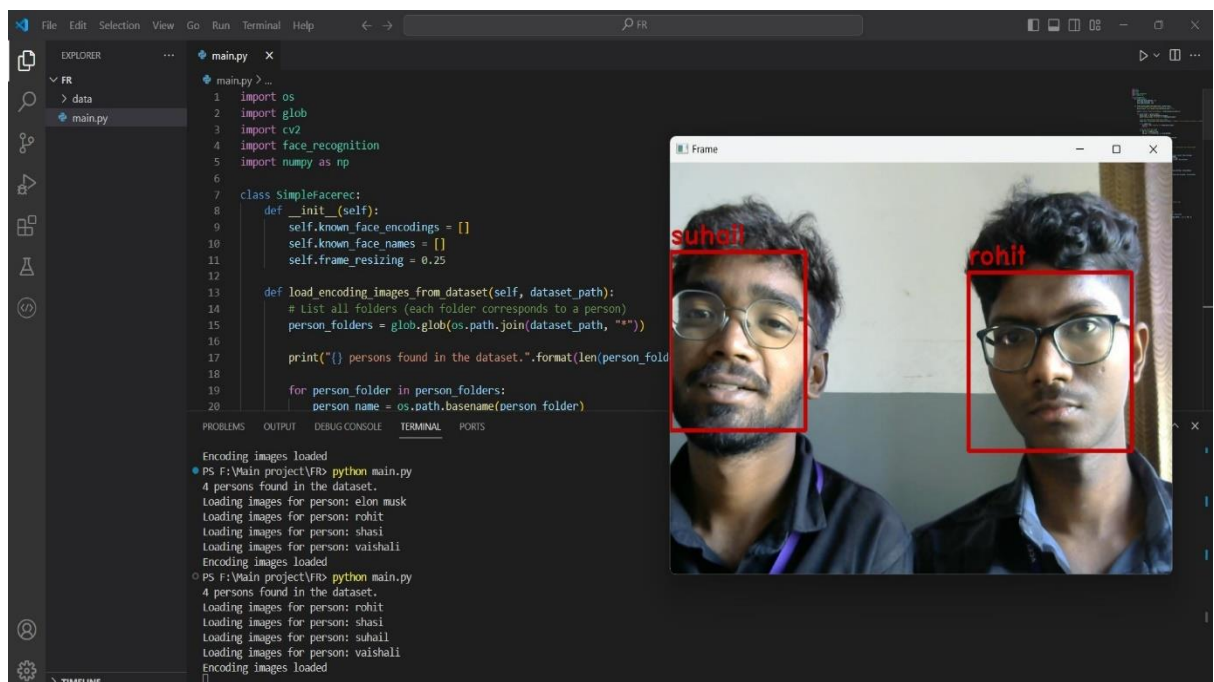 File Edit Selection View Go Run Terminal Help
FR
EXPLORER
FR
data
main.py
TIMELINE
main.py
main.py > ...
1 import os
2 import glob
3 import cv2
4 import face_recognition
5 import numpy as np
6
7 class SimpleFacerec:
8 def __init__(self):
9 self.known_face_encodings = []
10 self.known_face_names = []
11 self.frame_resizing = 0.25
12
13 def load_encoding_images_from_dataset(self, dataset_path):
14 # List all folders (each folder corresponds to a person)
15 person_folders = glob.glob(os.path.join(dataset_path, "*"))
16
17 print("{} persons found in the dataset.".format(len(person_fold
18
19 for person_folder in person_folders:
20 person_name = os.path.basename(person_folder)
PROBLEMS OUTPUT DEBUG CONSOLE TERMINAL PORTS
Encoding images loaded
PS F:\Main project\FR> python main.py
4 persons found in the dataset.
Loading images for person: elon musk
Loading images for person: rohit
Loading images for person: shasi
Loading images for person: vaishali
Encoding images loaded
PS F:\Main project\FR> python main.py
4 persons found in the dataset.
Loading images for person: rohit
Loading images for person: shasi
Loading images for person: suhail
Loading images for person: vaishali
Encoding images loaded
Frame
suhail
rohit